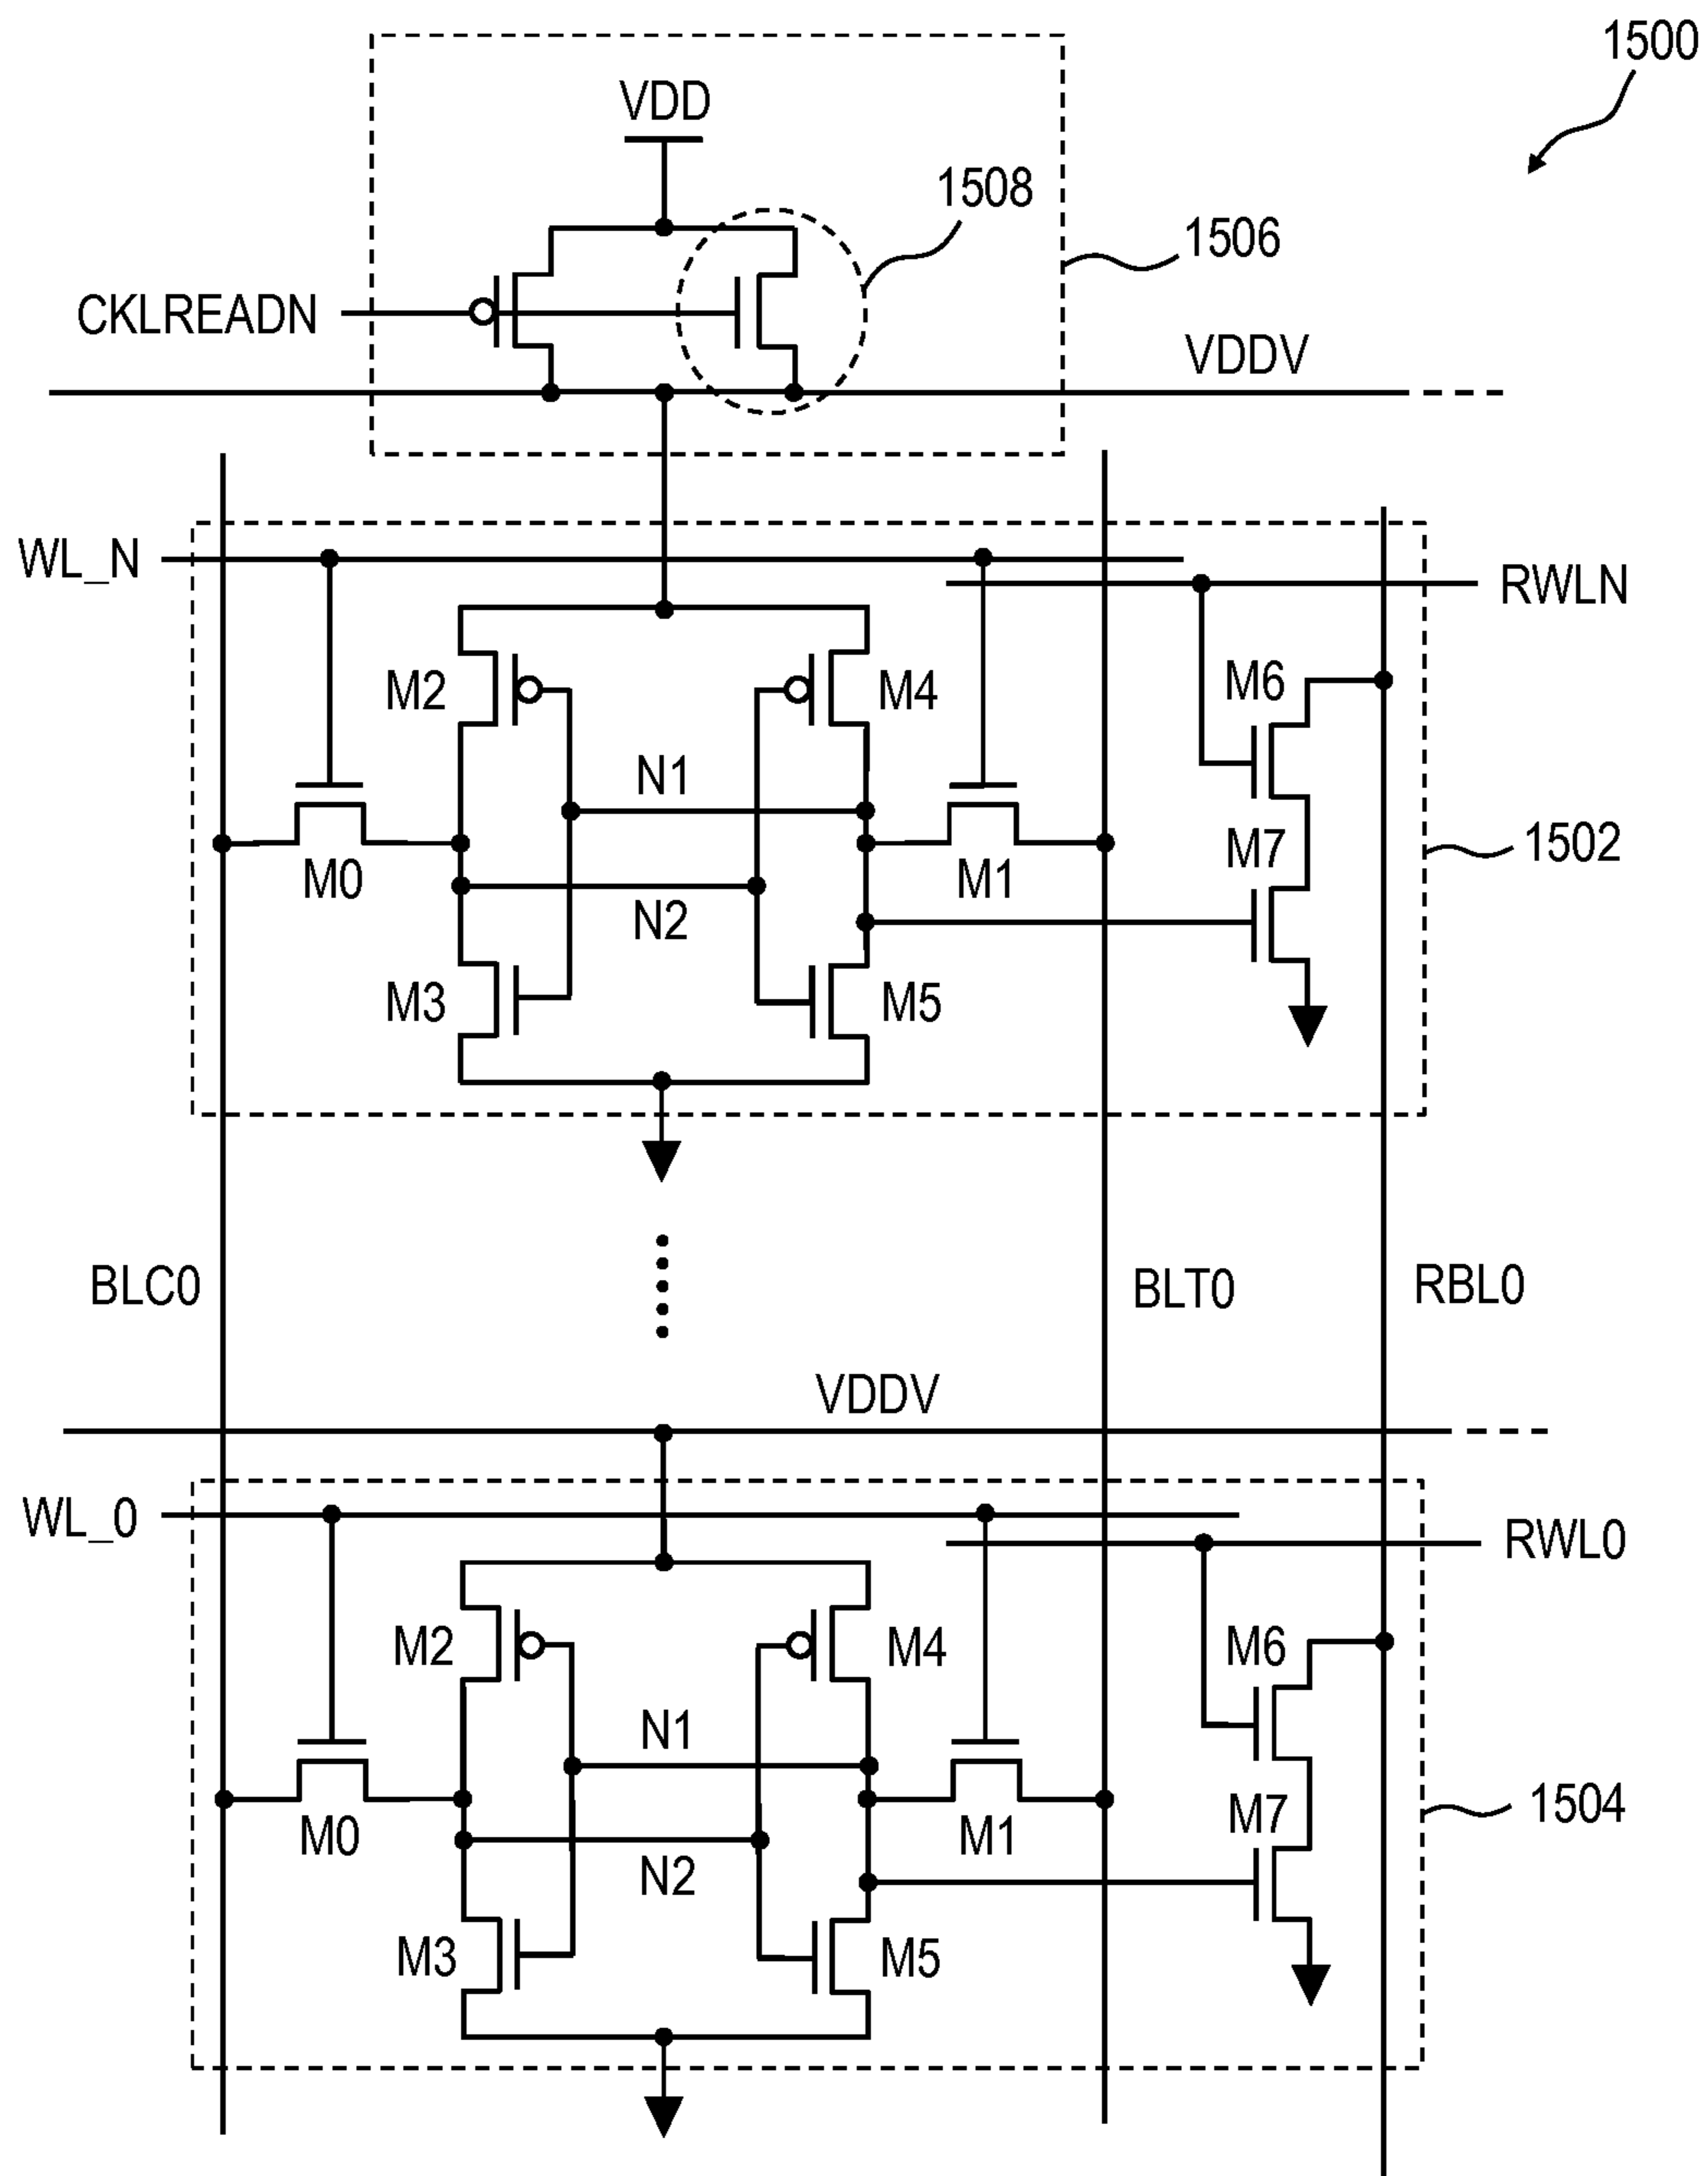 1500
VDD
1508
1506
CKLREADN
VDDV
WL_N
RWLN
M2
M4
M6
N1
M7
1502
M0
M1
N2
M3
M5
BLC0
BLT0
RBL0
VDDV
WL_0
RWL0
M2
M4
M6
N1
M7
1504
M0
M1
N2
M3
M5